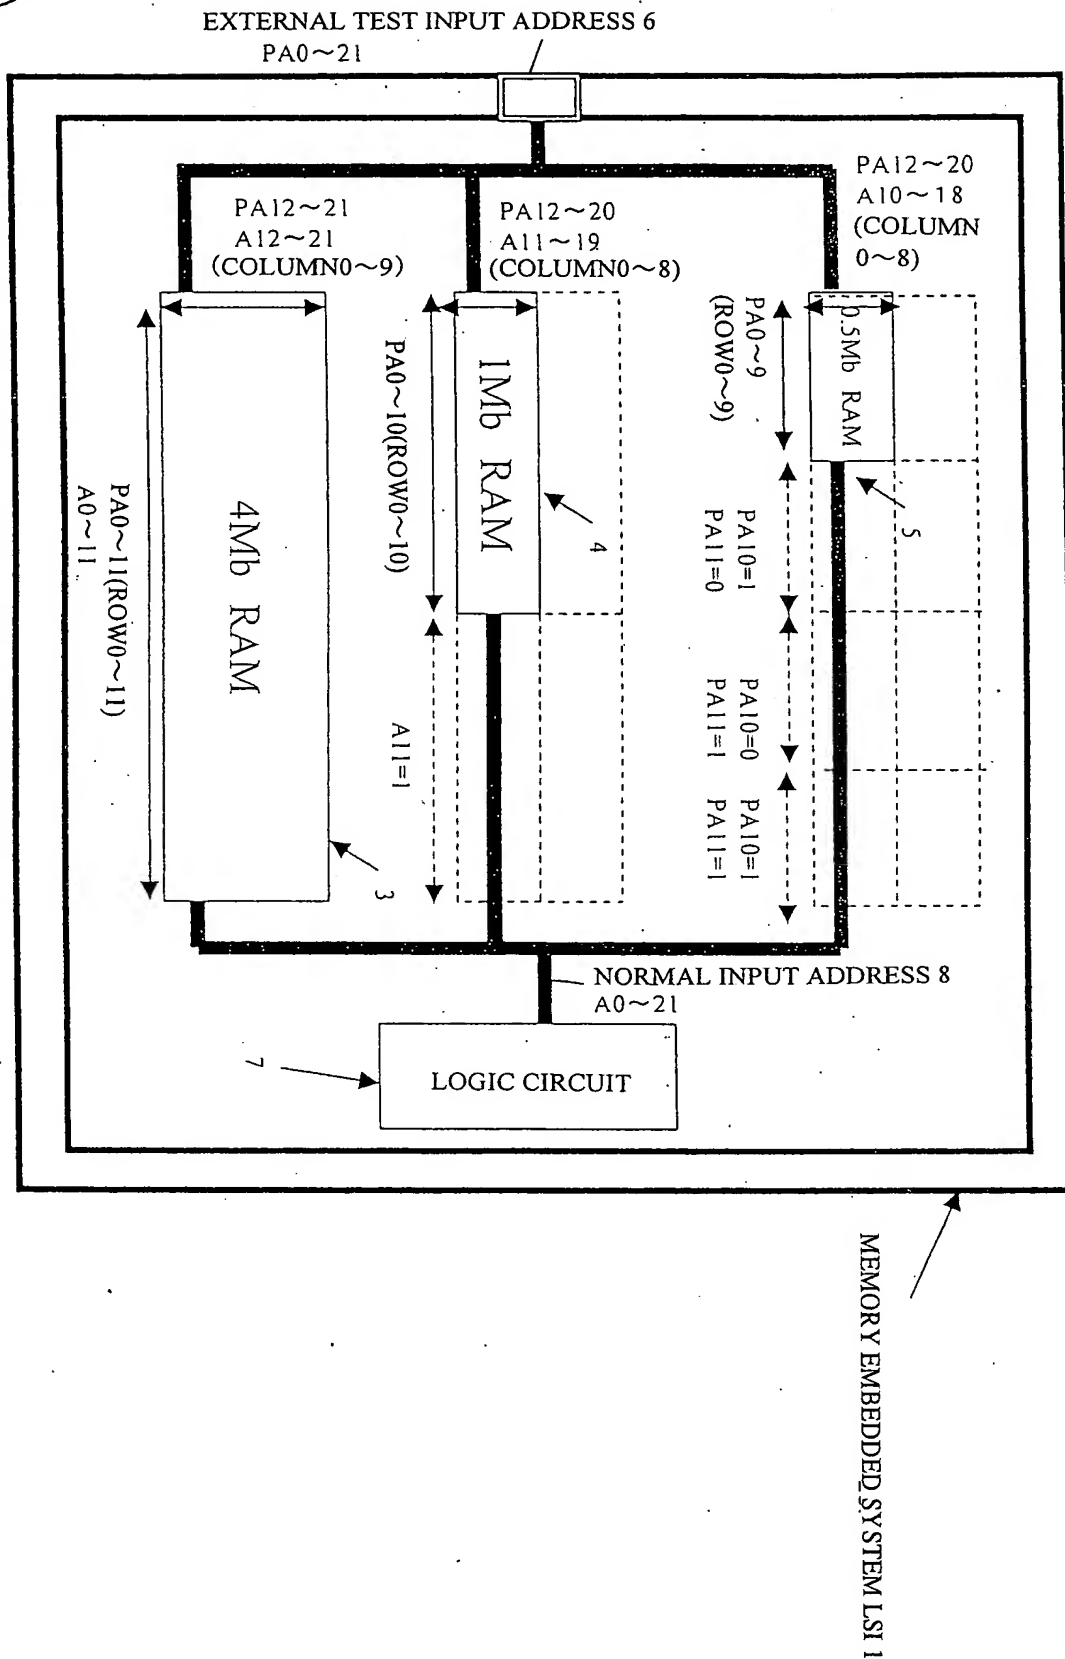 EXTERNAL TEST INPUT ADDRESS 6
PA0~21
PA12~21
A12~21
(COLUMN0~9)
PA12~20
A11~19
(COLUMN0~8)
PA12~20
A10~18
(COLUMN
0~8)
PA0~11(ROW0~11)
A0~11
4Mb RAM
3
PA0~10(ROW0~10)
1Mb RAM
4
A11=1
PA0~9
(ROW0~9)
0.5Mb RAM
5
PA10=1
PA11=0
PA10=0
PA11=1
PA10=1
PA11=1
NORMAL INPUT ADDRESS 8
A0~21
7
LOGIC CIRCUIT
MEMORY EMBEDDED SYSTEM LSI 1